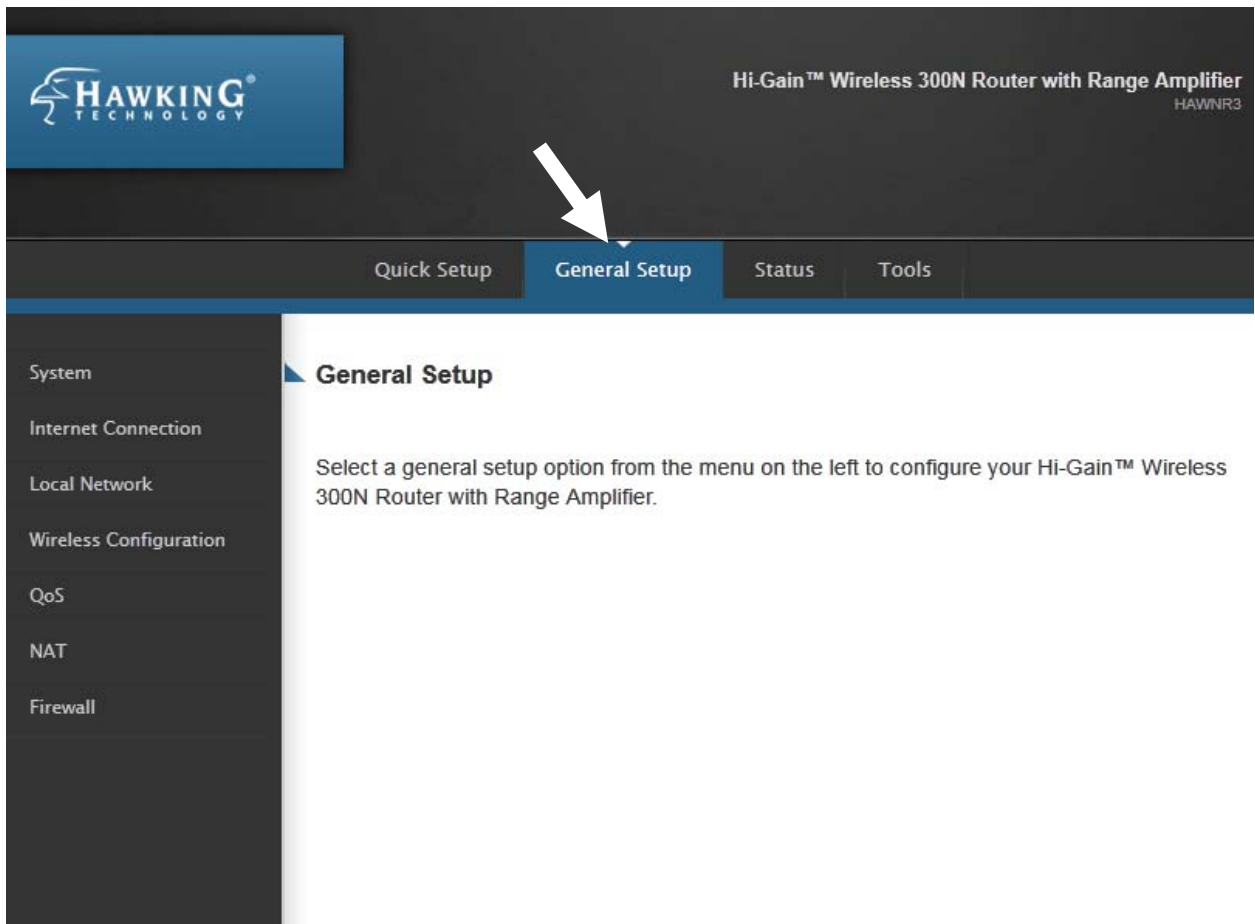 HAWKING®
TECHNOLOGY
Hi-Gain™ Wireless 300N Router with Range Amplifier
HAWNR3
Quick Setup
General Setup
Status
Tools
System
Internet Connection
Local Network
Wireless Configuration
QoS
NAT
Firewall
General Setup
Select a general setup option from the menu on the left to configure your Hi-Gain™ Wireless
300N Router with Range Amplifier.